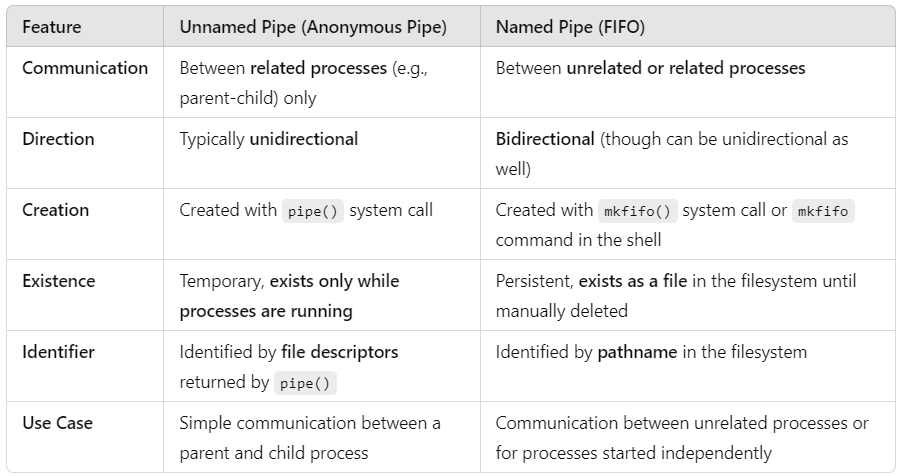 Feature Unnamed Pipe (Anonymous Pipe) Named Pipe (FIFO)
Communication Between related processes (e.g., parent-child) only Between unrelated or related processes
Direction Typically unidirectional Bidirectional (though can be unidirectional as well)
Creation Created with pipe() system call Created with mkfifo() system call or mkfifo command in the shell
Existence Temporary, exists only while processes are running Persistent, exists as a file in the filesystem until manually deleted
Identifier Identified by file descriptors returned by pipe() Identified by pathname in the filesystem
Use Case Simple communication between a parent and child process Communication between unrelated processes or for processes started independently